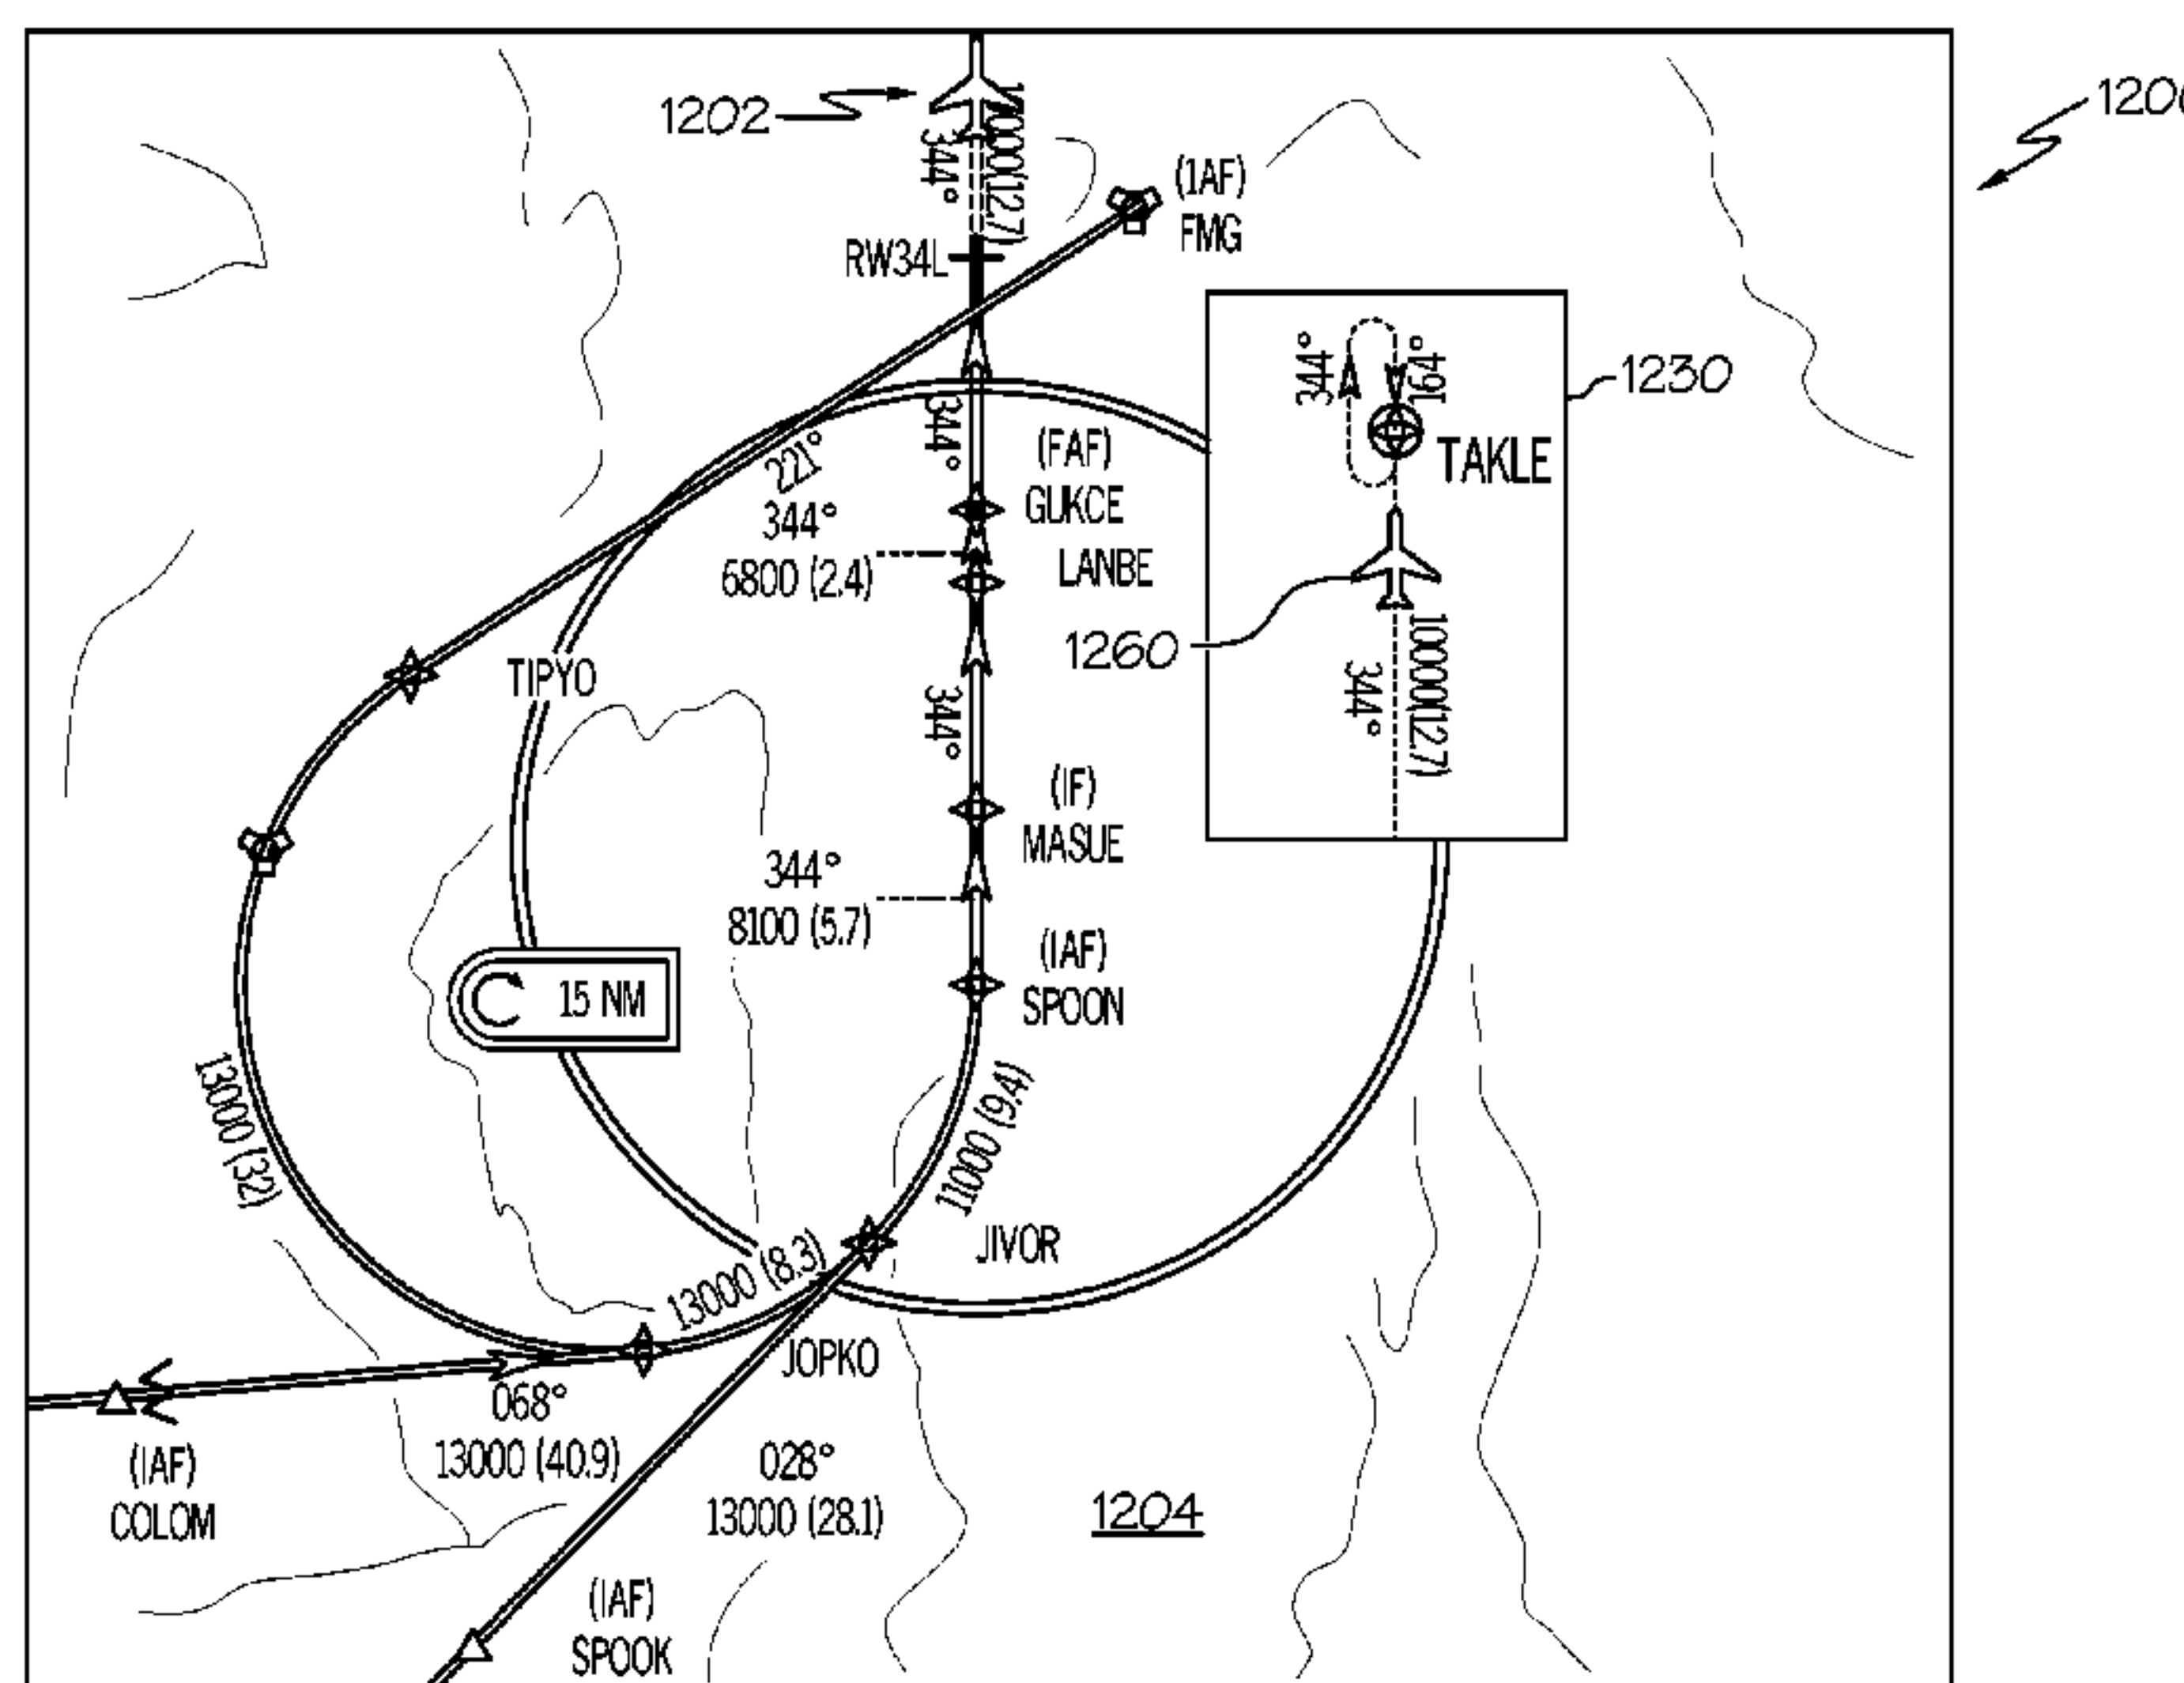 1202
344°
10000(12.7)
(IAF)
FMG
RW34L
344°
164°
TAKLE
1230
221°
344°
(FAF)
GUKCE
344°
6800 (2.4)
LANBE
1260
344°
10000(12.7)
TIPYO
344°
(IF)
MASUE
344°
8100 (5.7)
(IAF)
SPOON
15 NM
13000 (32)
11000 (9.4)
13000 (8.3)
JIVOR
JOPKO
068°
13000 (40.9)
(IAF)
COLOM
028°
13000 (28.1)
1204
(IAF)
SPOOK